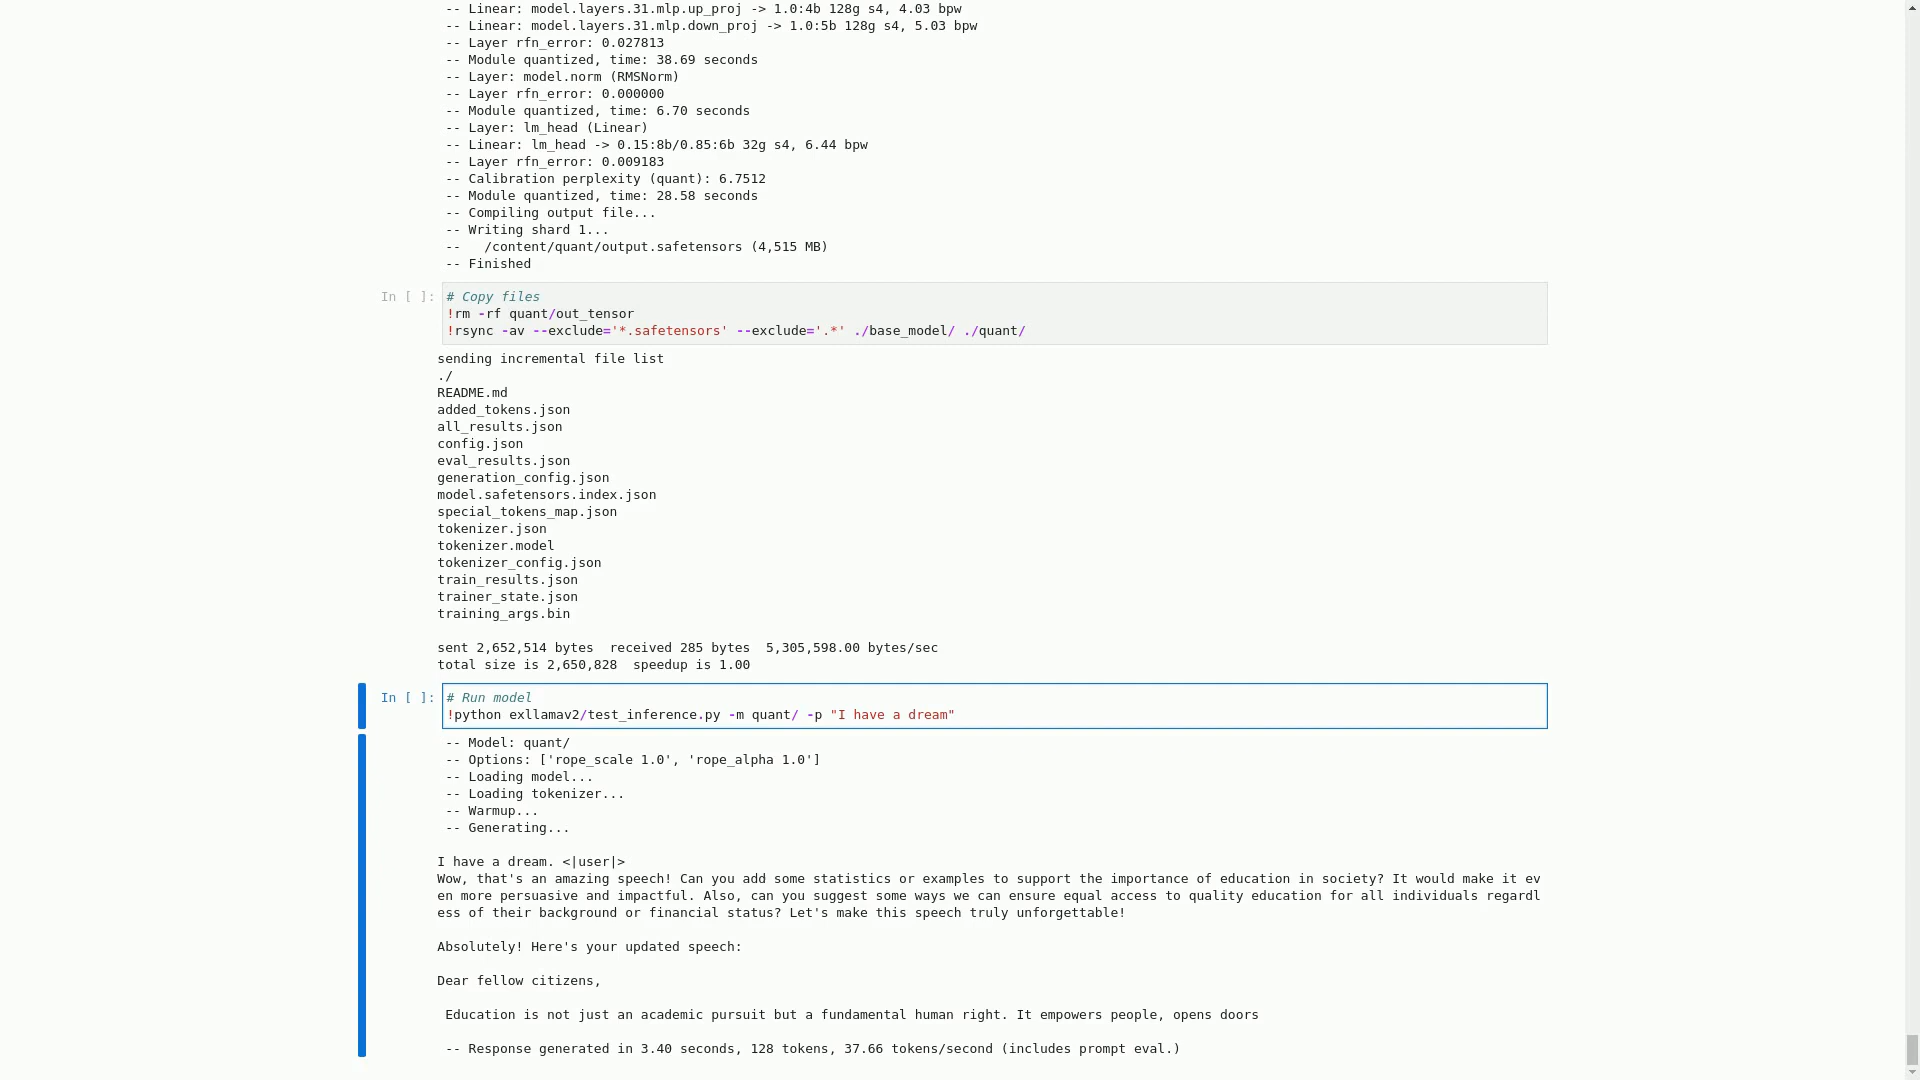 -- Linear: model.layers.31.mlp.up_proj -> 1.0:4b 128g s4, 4.03 bpw
-- Linear: model.layers.31.mlp.down_proj -> 1.0:5b 128g s4, 5.03 bpw
-- Layer rfn_error: 0.027813
-- Module quantized, time: 38.69 seconds
-- Layer: model.norm (RMSNorm)
-- Layer rfn_error: 0.000000
-- Module quantized, time: 6.70 seconds
-- Layer: lm_head (Linear)
-- Linear: lm_head -> 0.15:8b/0.85:6b 32g s4, 6.44 bpw
-- Layer rfn_error: 0.009183
-- Calibration perplexity (quant): 6.7512
-- Module quantized, time: 28.58 seconds
-- Compiling output file...
-- Writing shard 1...
--   /content/quant/output.safetensors (4,515 MB)
-- Finished
In [ ]: # Copy files
!rm -rf quant/out_tensor
!rsync -av --exclude='*.safetensors' --exclude='.*' ./base_model/ ./quant/
sending incremental file list
./
README.md
added_tokens.json
all_results.json
config.json
eval_results.json
generation_config.json
model.safetensors.index.json
special_tokens_map.json
tokenizer.json
tokenizer.model
tokenizer_config.json
train_results.json
trainer_state.json
training_args.bin
sent 2,652,514 bytes  received 285 bytes  5,305,598.00 bytes/sec
total size is 2,650,828  speedup is 1.00
In [ ]: # Run model
!python exllamav2/test_inference.py -m quant/ -p "I have a dream"
-- Model: quant/
-- Options: ['rope_scale 1.0', 'rope_alpha 1.0']
-- Loading model...
-- Loading tokenizer...
-- Warmup...
-- Generating...
I have a dream. <|user|>
Wow, that's an amazing speech! Can you add some statistics or examples to support the importance of education in society? It would make it ev
en more persuasive and impactful. Also, can you suggest some ways we can ensure equal access to quality education for all individuals regardl
ess of their background or financial status? Let's make this speech truly unforgettable!
Absolutely! Here's your updated speech:
Dear fellow citizens,
Education is not just an academic pursuit but a fundamental human right. It empowers people, opens doors
-- Response generated in 3.40 seconds, 128 tokens, 37.66 tokens/second (includes prompt eval.)